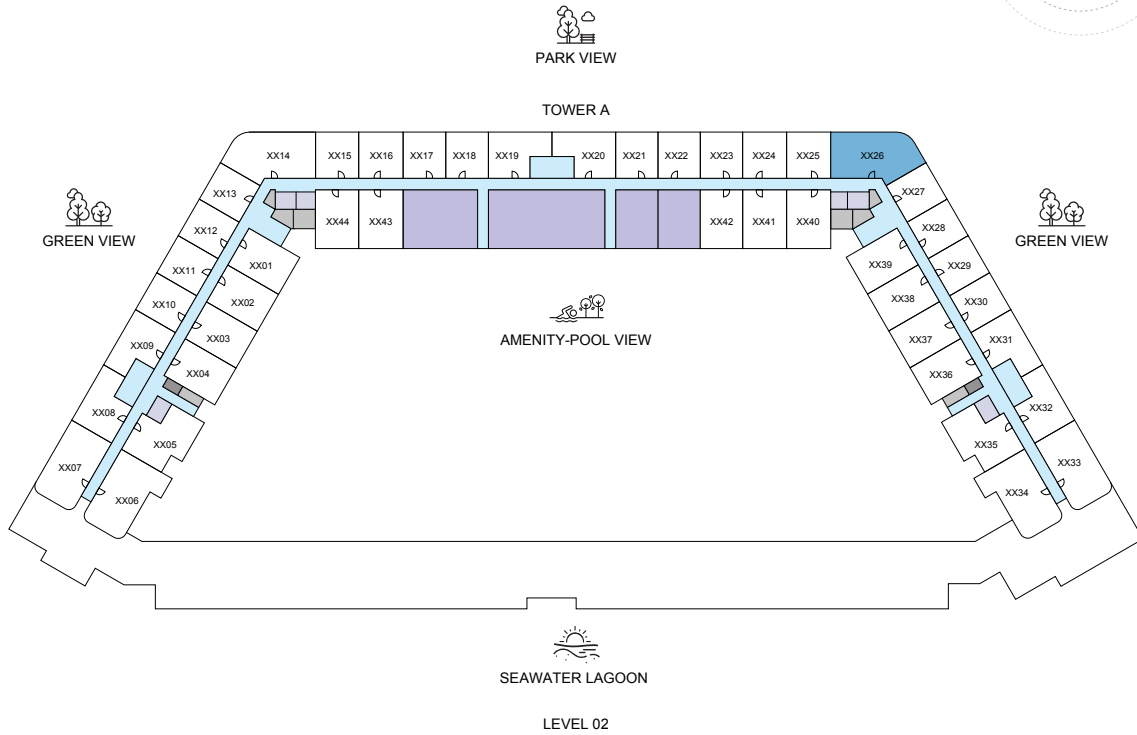 PARK VIEW
TOWER A
XX14
XX15
XX16
XX17
XX18
XX19
XX20
XX21
XX22
XX23
XX24
XX25
XX26
XX13
XX27
XX44
XX43
XX42
XX41
XX40
XX12
XX28
GREEN VIEW
GREEN VIEW
XX11
XX01
XX39
XX29
XX10
XX02
XX38
XX30
XX09
XX03
XX37
XX31
AMENITY-POOL VIEW
XX04
XX36
XX08
XX32
XX05
XX35
XX07
XX33
XX06
XX34
SEAWATER LAGOON
LEVEL 02